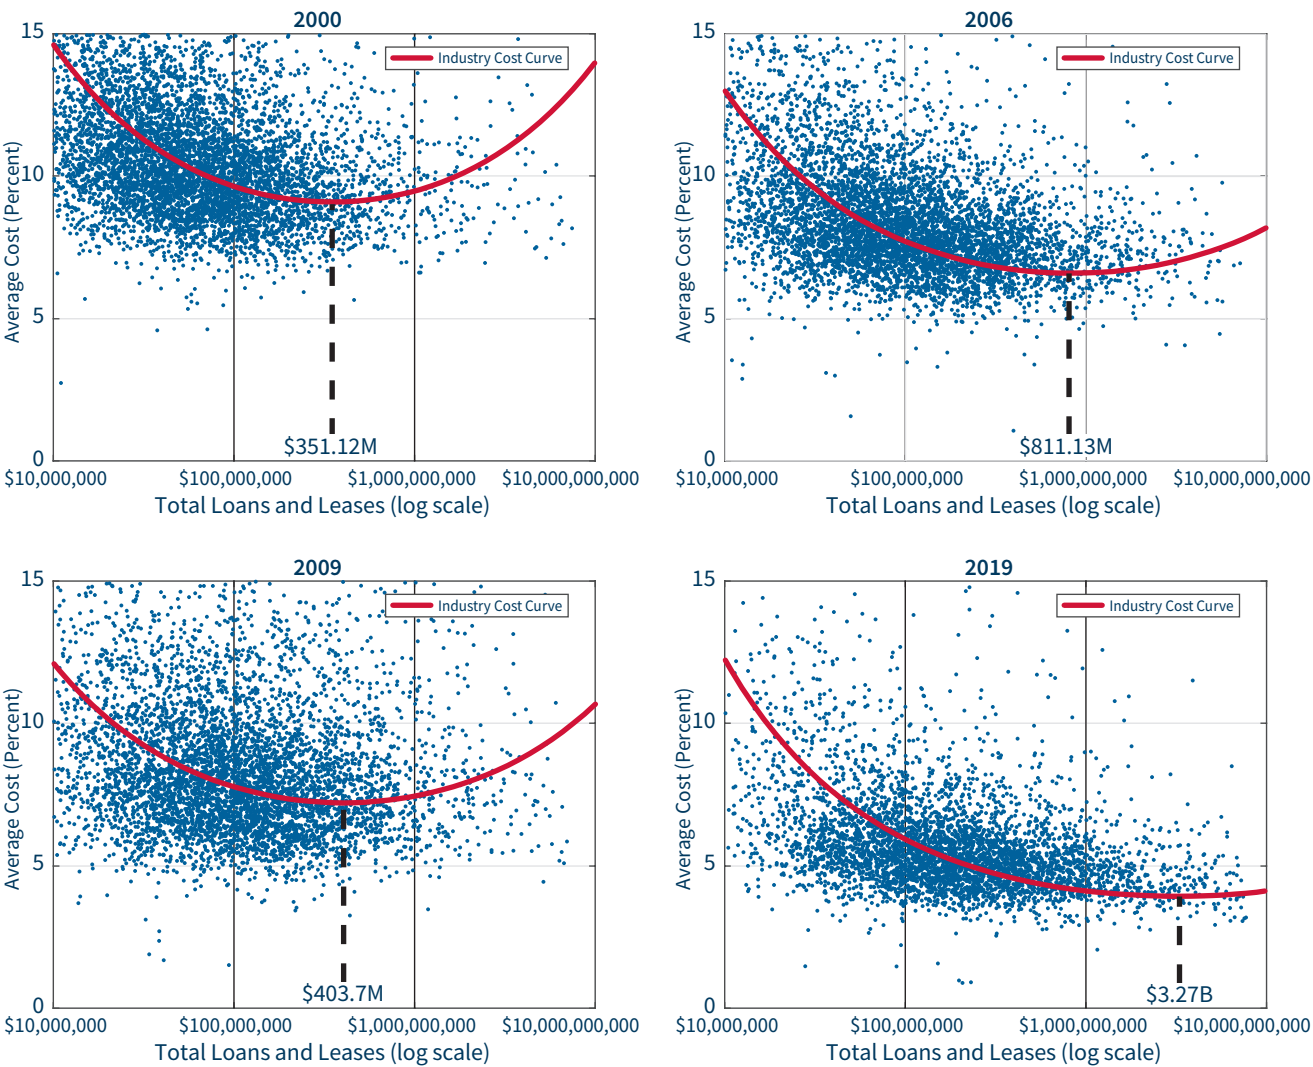 2000
15
10
5
0
Average Cost (Percent)
Industry Cost Curve
$351.12M
$10,000,000 $100,000,000 $1,000,000,000 $10,000,000,000
Total Loans and Leases (log scale)
2006
15
10
5
0
Average Cost (Percent)
Industry Cost Curve
$811.13M
$10,000,000 $100,000,000 $1,000,000,000 $10,000,000,000
Total Loans and Leases (log scale)
2009
15
10
5
0
Average Cost (Percent)
Industry Cost Curve
$403.7M
$10,000,000 $100,000,000 $1,000,000,000 $10,000,000,000
Total Loans and Leases (log scale)
2019
15
10
5
0
Average Cost (Percent)
Industry Cost Curve
$3.27B
$10,000,000 $100,000,000 $1,000,000,000 $10,000,000,000
Total Loans and Leases (log scale)